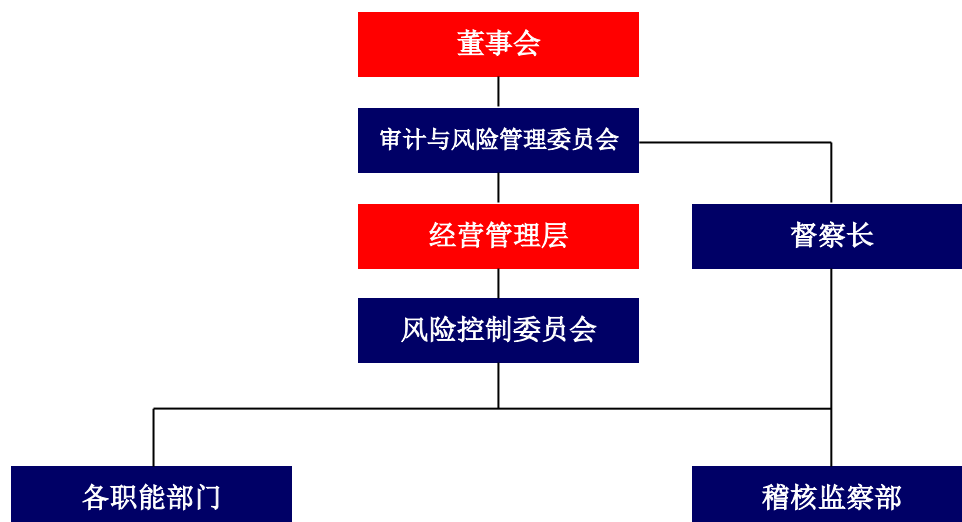 董事会
审计与风险管理委员会
经营管理层
督察长
风险控制委员会
各职能部门
稽核监察部